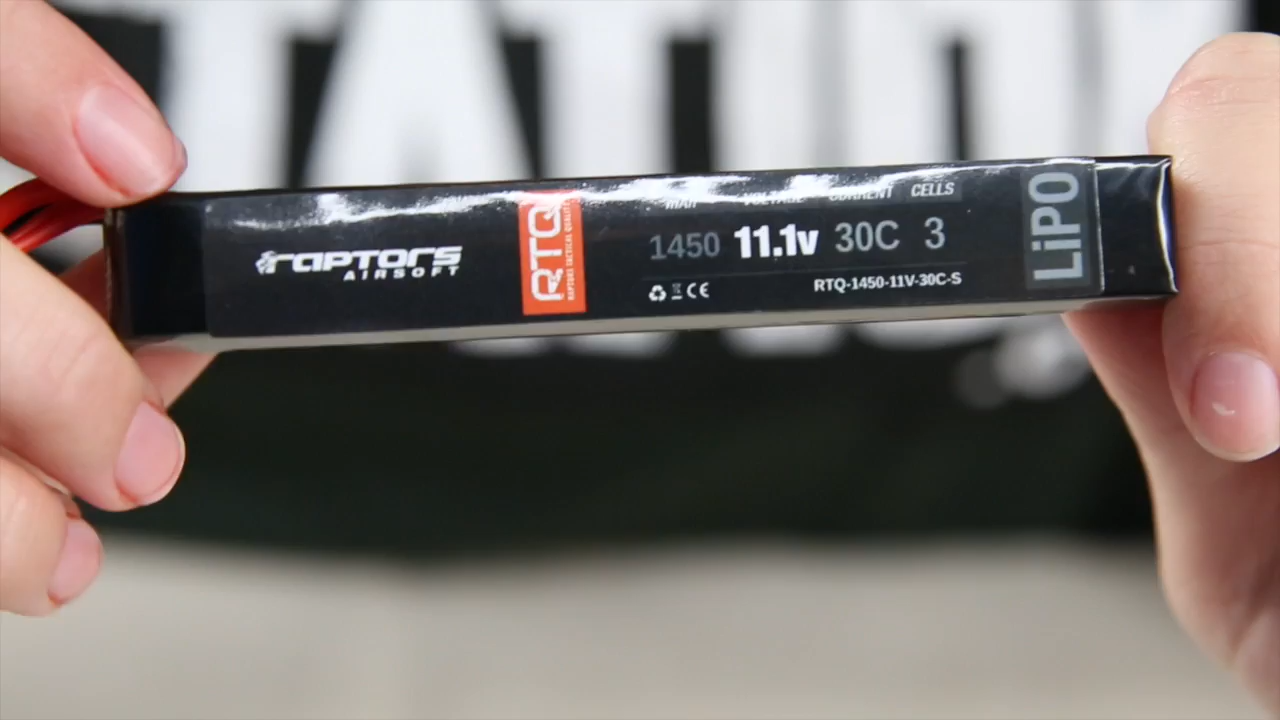 raptors
AIRSOFT
RTQ
RAPTORS TACTICAL QUALITY
MAH VOLTAGE CURRENT CELLS
1450 11.1v 30C 3
CE
RTQ-1450-11V-30C-S
LiPO